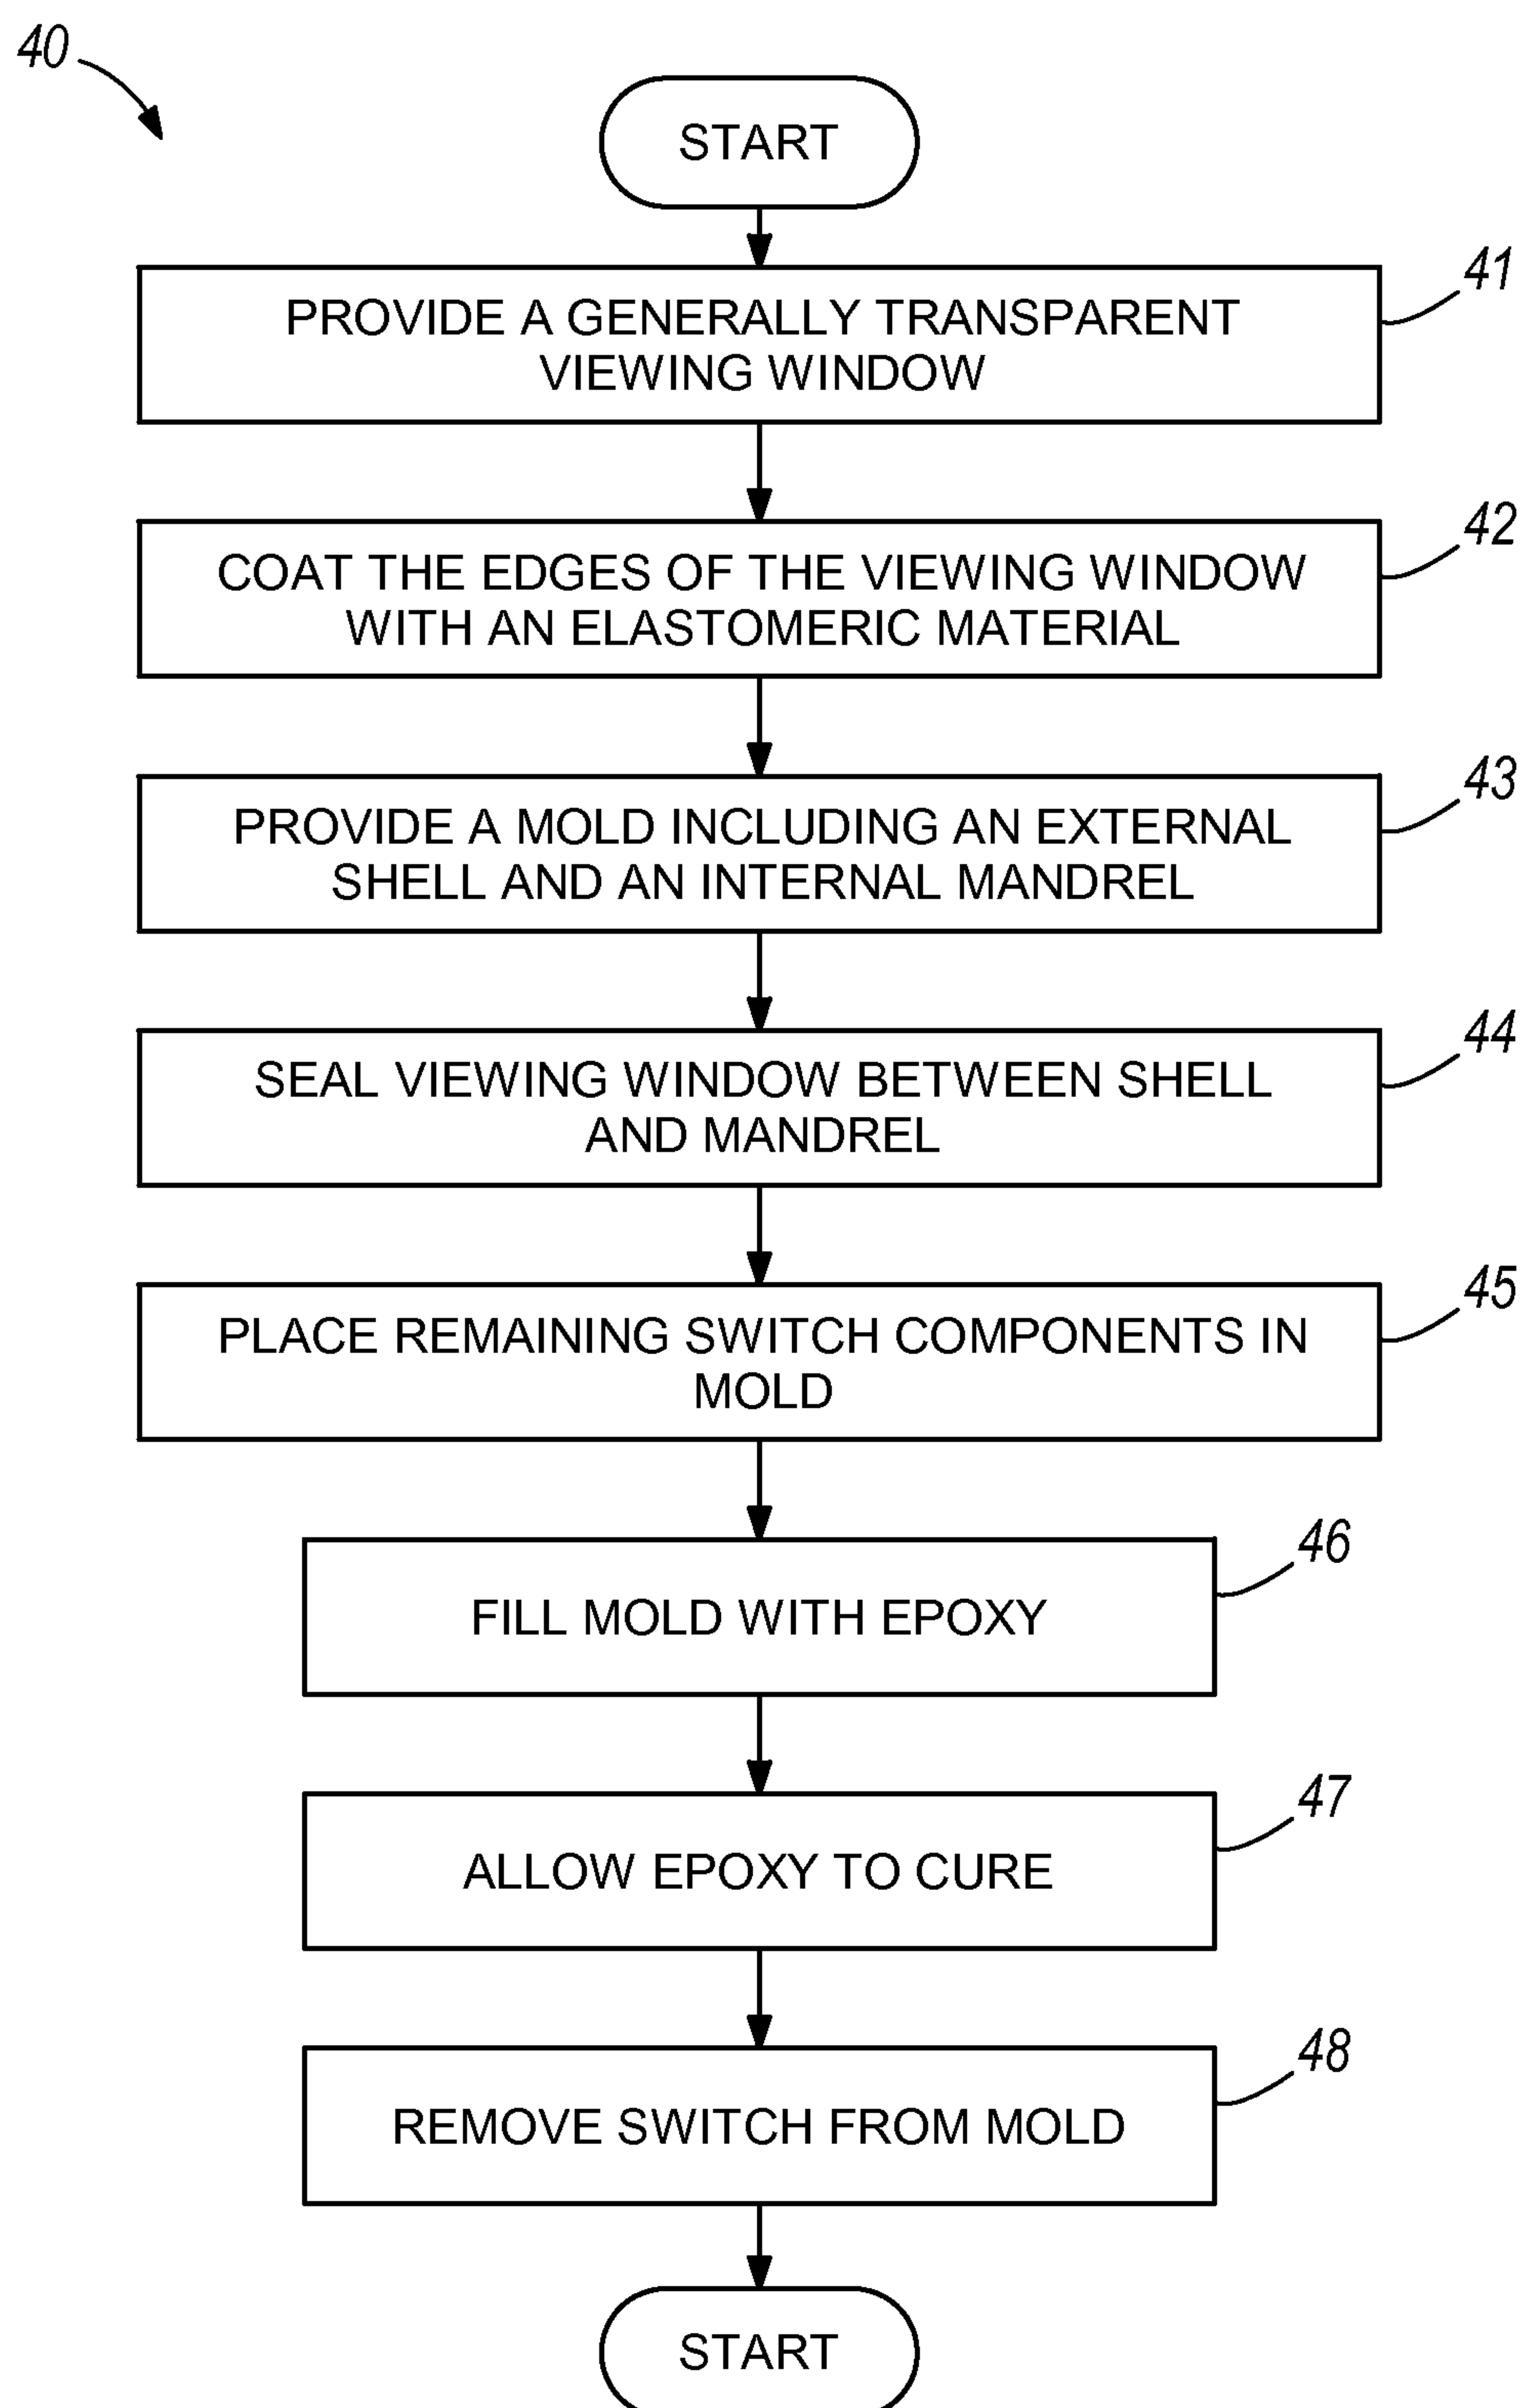 40
START
41
PROVIDE A GENERALLY TRANSPARENT
VIEWING WINDOW
42
COAT THE EDGES OF THE VIEWING WINDOW
WITH AN ELASTOMERIC MATERIAL
43
PROVIDE A MOLD INCLUDING AN EXTERNAL
SHELL AND AN INTERNAL MANDREL
44
SEAL VIEWING WINDOW BETWEEN SHELL
AND MANDREL
45
PLACE REMAINING SWITCH COMPONENTS IN
MOLD
46
FILL MOLD WITH EPOXY
47
ALLOW EPOXY TO CURE
48
REMOVE SWITCH FROM MOLD
START